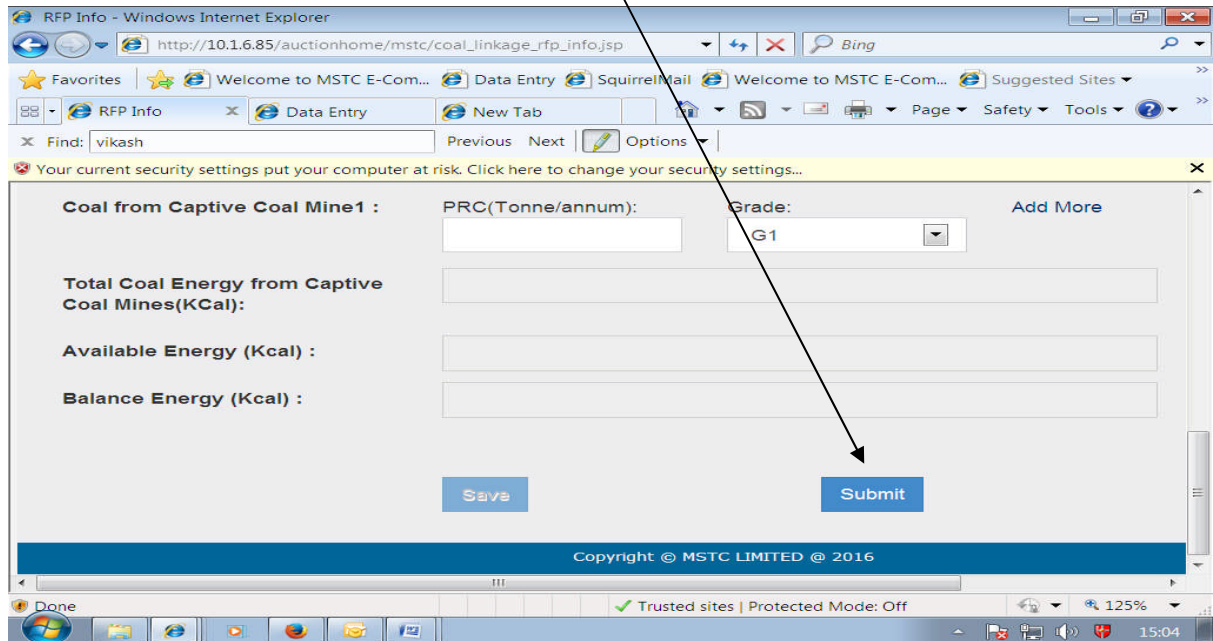 RFP Info - Windows Internet Explorer
http://10.1.6.85/auctionhome/mstc/coal_linkage_rfp_info.jsp Bing
Favorites Welcome to MSTC E-Com... Data Entry SquirrelMail Welcome to MSTC E-Com... Suggested Sites
RFP Info Data Entry New Tab Page Safety Tools
Find: vikash Previous Next Options
Your current security settings put your computer at risk. Click here to change your security settings...
Coal from Captive Coal Mine1 : PRC(Tonne/annum): Grade: Add More
G1
Total Coal Energy from Captive
Coal Mines(KCal):
Available Energy (Kcal) :
Balance Energy (Kcal) :
Save Submit
Copyright © MSTC LIMITED @ 2016
Done Trusted sites | Protected Mode: Off 125%
15:04